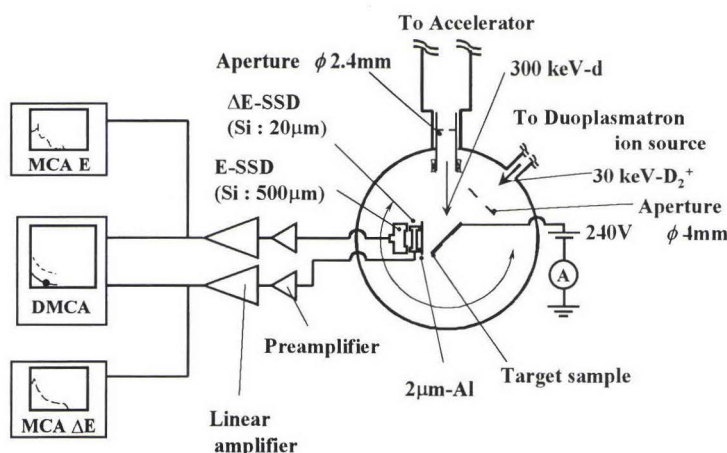 To Accelerator
Aperture ϕ2.4mm
300 keV-d
ΔE-SSD
(Si : 20μm)
To Duoplasmatron
ion source
MCA E
E-SSD
(Si : 500μm)
30 keV-D₂⁺
Aperture
ϕ4mm
240V
A
DMCA
Preamplifier
Target sample
2μm-Al
Linear
amplifier
MCA ΔE